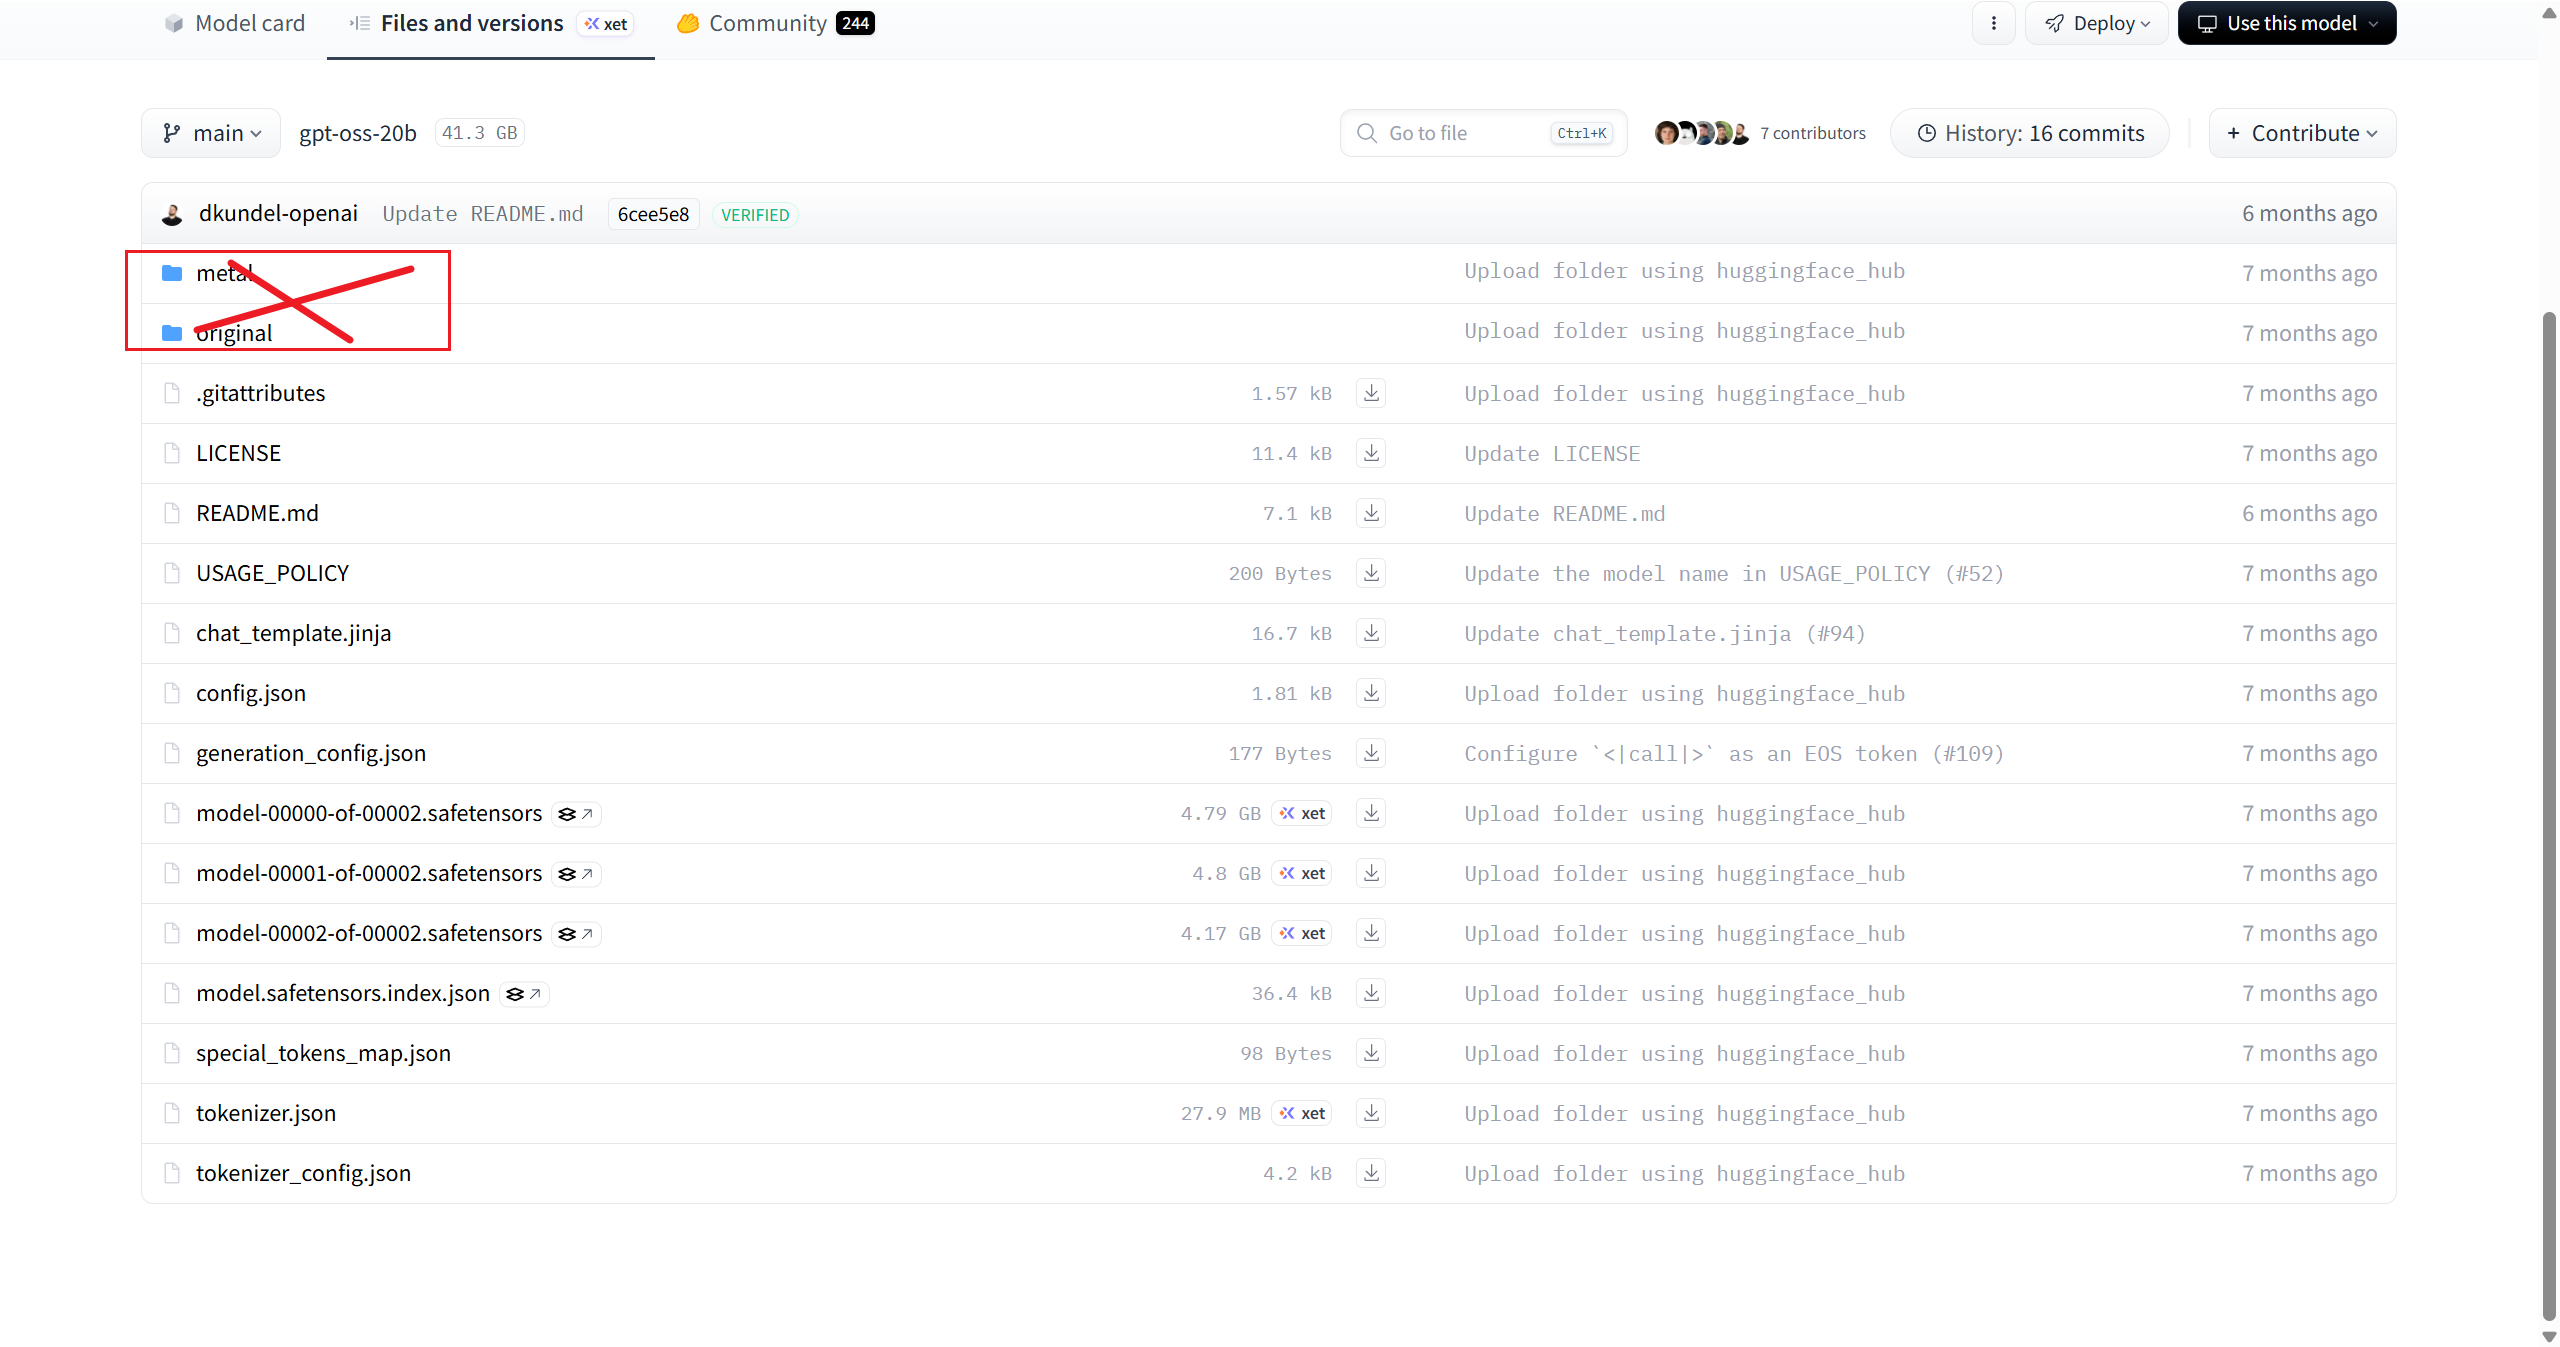 Model card Files and versions xet Community 244 Deploy Use this model
main gpt-oss-20b 41.3 GB Go to file Ctrl+K 7 contributors History: 16 commits + Contribute
dkundel-openai Update README.md 6cee5e8 VERIFIED 6 months ago
metal Upload folder using huggingface_hub 7 months ago
original Upload folder using huggingface_hub 7 months ago
.gitattributes 1.57 kB Upload folder using huggingface_hub 7 months ago
LICENSE 11.4 kB Update LICENSE 7 months ago
README.md 7.1 kB Update README.md 6 months ago
USAGE_POLICY 200 Bytes Update the model name in USAGE_POLICY (#52) 7 months ago
chat_template.jinja 16.7 kB Update chat_template.jinja (#94) 7 months ago
config.json 1.81 kB Upload folder using huggingface_hub 7 months ago
generation_config.json 177 Bytes Configure `<|call|>` as an EOS token (#109) 7 months ago
model-00000-of-00002.safetensors 4.79 GB xet Upload folder using huggingface_hub 7 months ago
model-00001-of-00002.safetensors 4.8 GB xet Upload folder using huggingface_hub 7 months ago
model-00002-of-00002.safetensors 4.17 GB xet Upload folder using huggingface_hub 7 months ago
model.safetensors.index.json 36.4 kB Upload folder using huggingface_hub 7 months ago
special_tokens_map.json 98 Bytes Upload folder using huggingface_hub 7 months ago
tokenizer.json 27.9 MB xet Upload folder using huggingface_hub 7 months ago
tokenizer_config.json 4.2 kB Upload folder using huggingface_hub 7 months ago